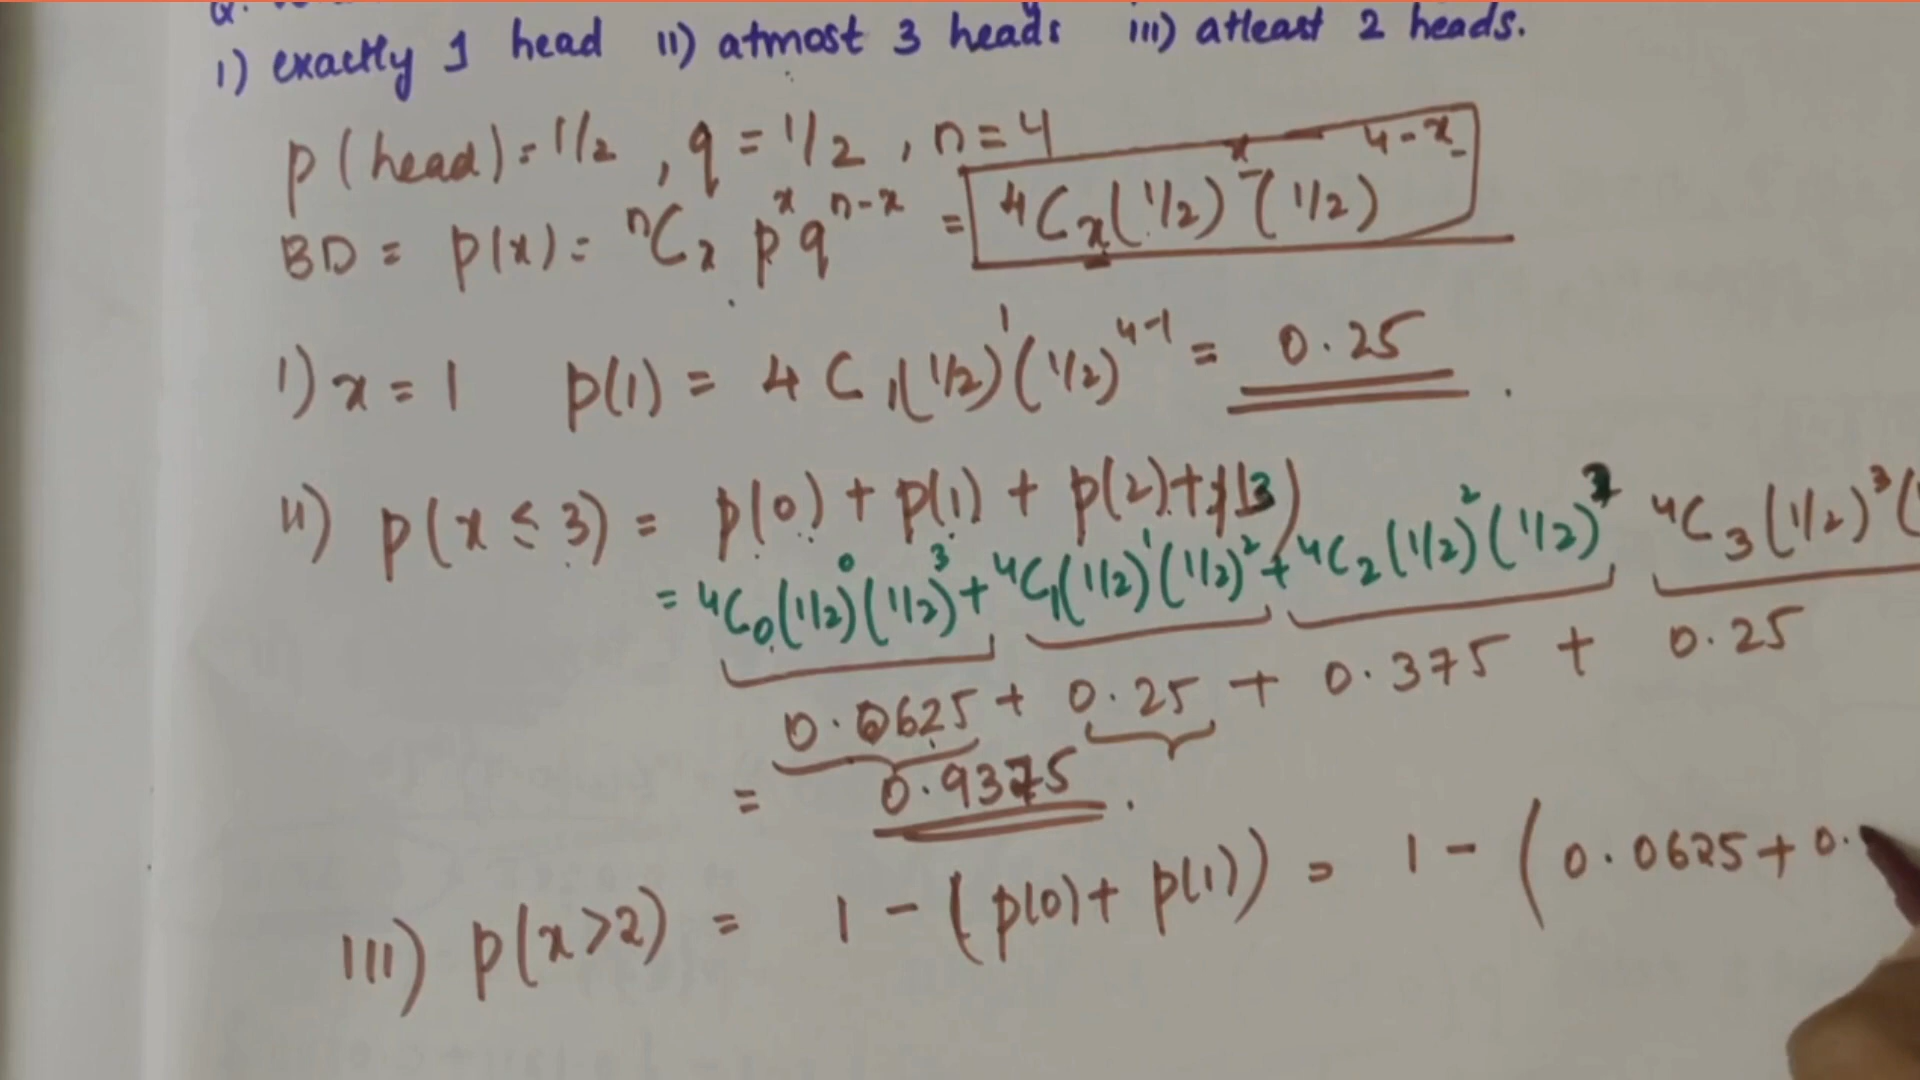 Q.
i) exactly 1 head ii) atmost 3 heads iii) atleast 2 heads.
p(head) = 1/2 , q = 1/2 , n = 4
BD = p(x) = ⁿCₓ pˣ qⁿ⁻ˣ = 4Cₓ (1/2)ˣ (1/2)⁴⁻ˣ
i) x = 1 p(1) = 4C₁ (1/2)¹ (1/2)⁴⁻¹ = 0.25
ii) p(x ≤ 3) = p(0) + p(1) + p(2) + p(3)
= ⁴C₀ (1/2)⁰ (1/2)³ + ⁴C₁ (1/2)¹ (1/2)² + ⁴C₂ (1/2)² (1/2) ⁴C₃ (1/2)³ (
0.0625 + 0.25 + 0.375 + 0.25
= 0.9375
iii) p(x > 2) = 1 - (p(0) + p(1)) = 1 - (0.0625 + 0.